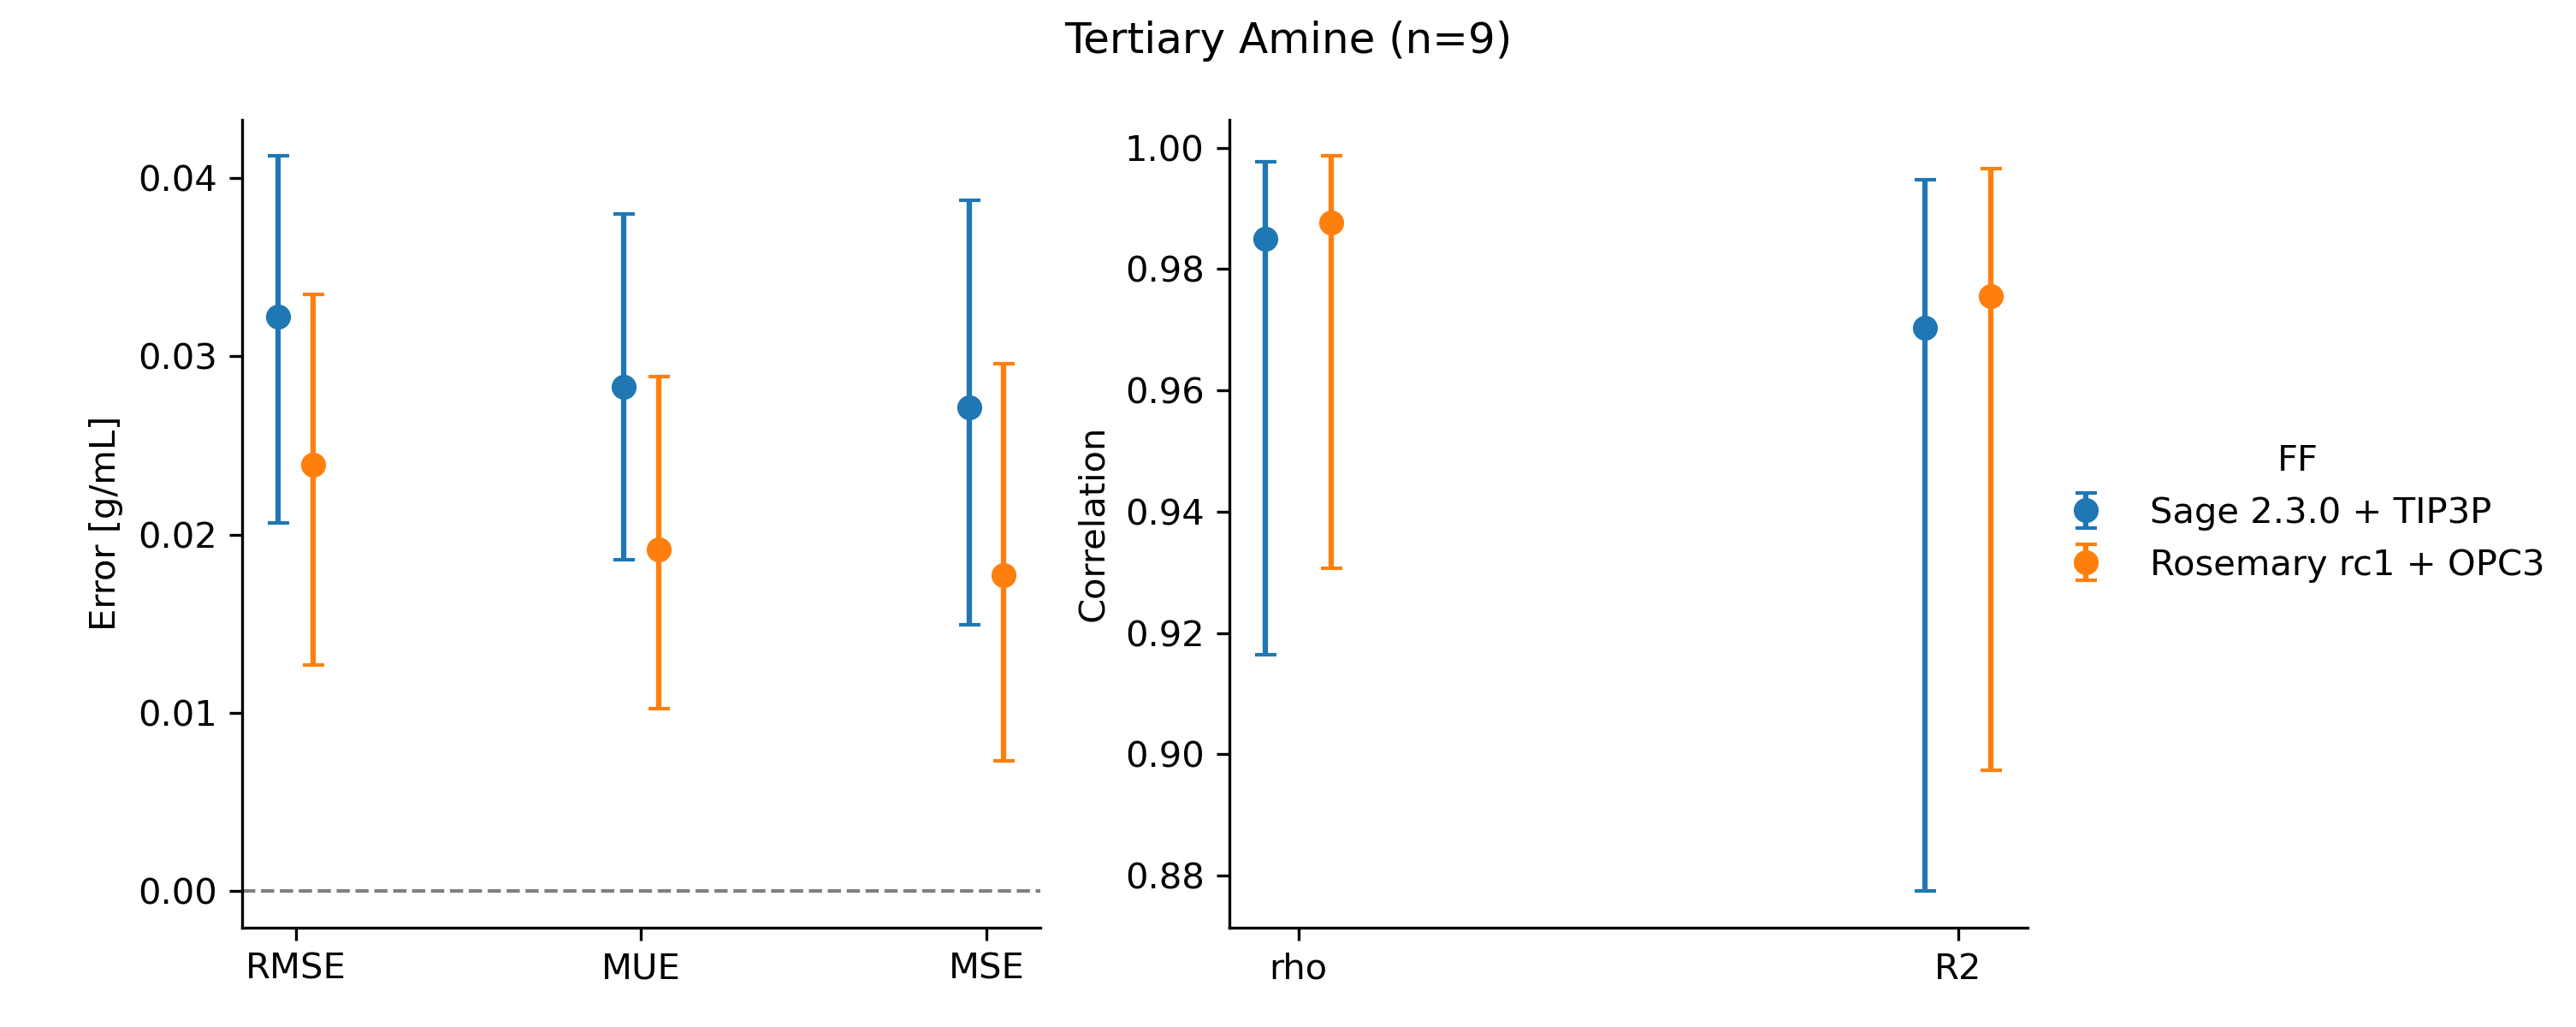 Tertiary Amine (n=9)
Error [g/mL]
0.04
0.03
0.02
0.01
0.00
RMSE
MUE
MSE
Correlation
1.00
0.98
0.96
0.94
0.92
0.90
0.88
rho
R2
FF
Sage 2.3.0 + TIP3P
Rosemary rc1 + OPC3